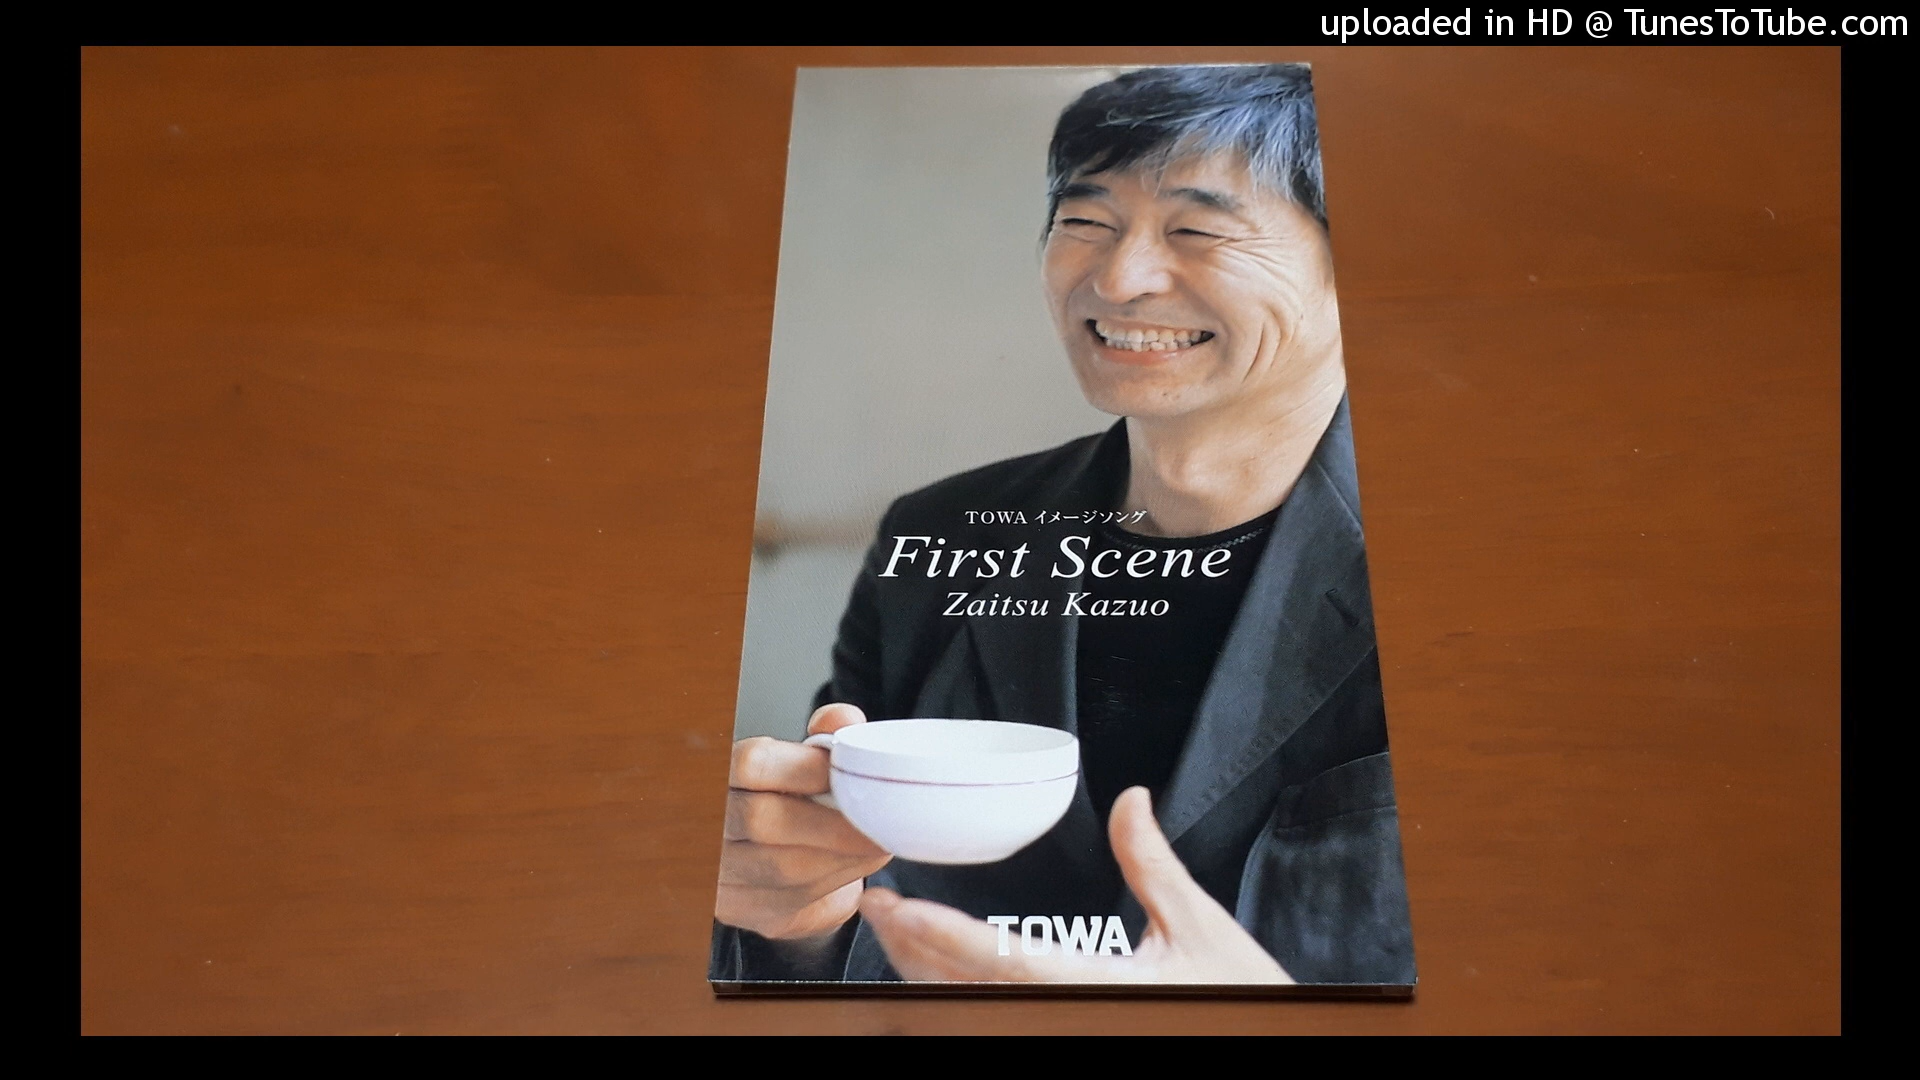 uploaded in HD @ TunesToTube.com
TOWA イメージソング
First Scene
Zaitsu Kazuo
TOWA